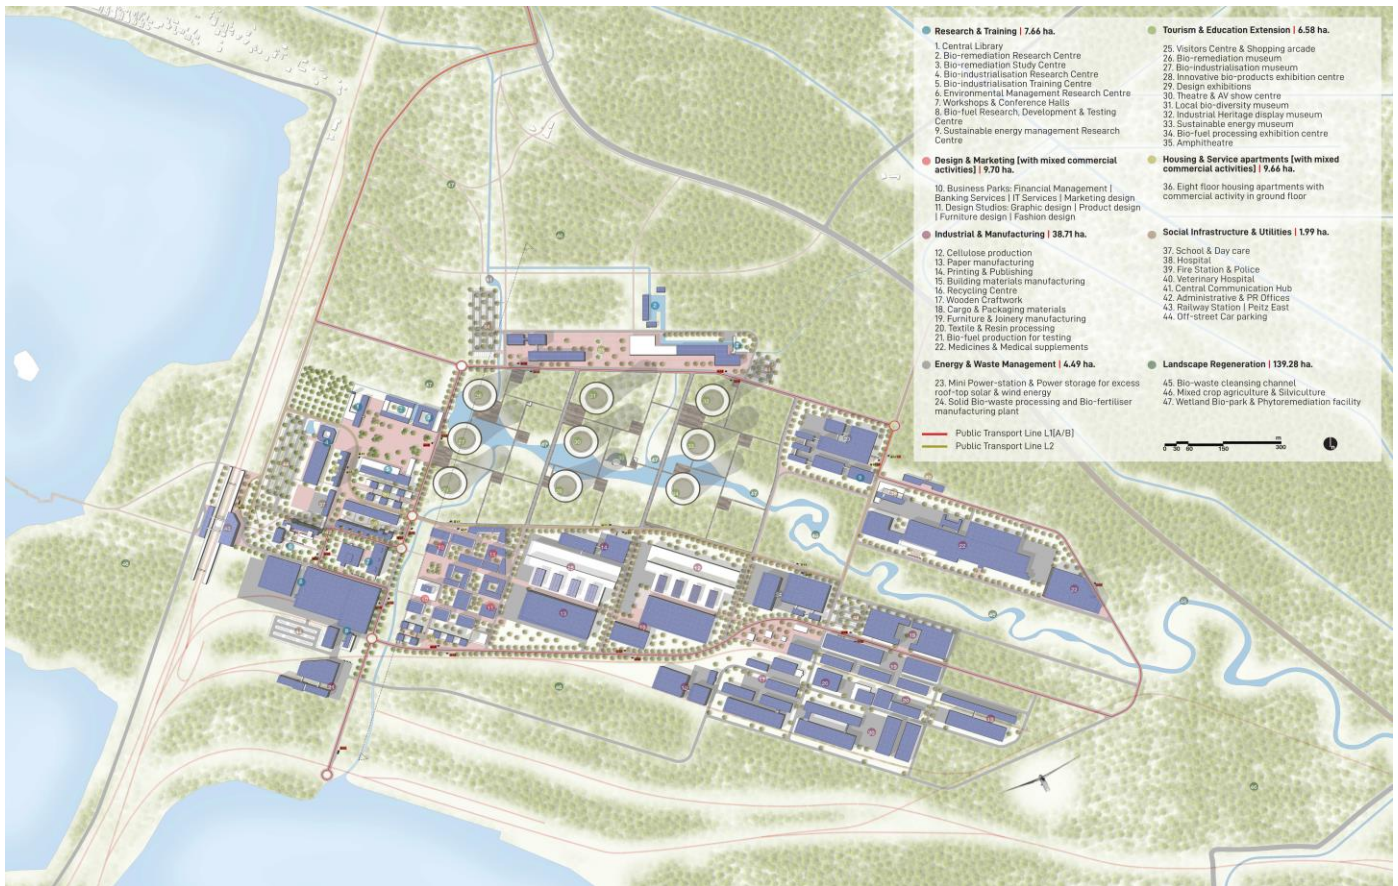 Research & Training | 7.66 ha.
1. Central Library
2. Bio-remediation Research Centre
3. Bio-remediation Study Centre
4. Bio-industrialisation Research Centre
5. Bio-industrialisation Training Centre
6. Environmental Management Research Centre
7. Workshops & Conference Halls
8. Bio-fuel Research, Development & Testing
Centre
9. Sustainable energy management Research
Centre
Design & Marketing [with mixed commercial
activities] | 9.70 ha.
10. Business Parks: Financial Management |
Banking Services | IT Services | Marketing design
11. Design Studios: Graphic design | Product design
| Furniture design | Fashion design
Industrial & Manufacturing | 38.71 ha.
12. Cellulose production
13. Paper manufacturing
14. Printing & Publishing
15. Building materials manufacturing
16. Recycling Centre
17. Wooden Craftwork
18. Cargo & Packaging materials
19. Furniture & Joinery manufacturing
20. Textile & Resin processing
21. Bio-fuel production for testing
22. Medicines & Medical supplements
Energy & Waste Management | 4.49 ha.
23. Mini Power-station & Power storage for excess
roof-top solar & wind energy
24. Solid Bio-waste processing and Bio-fertiliser
manufacturing plant
Public Transport Line L1[A/B]
Public Transport Line L2
Tourism & Education Extension | 6.58 ha.
25. Visitors Centre & Shopping arcade
26. Bio-remediation museum
27. Bio-industrialisation museum
28. Innovative bio-products exhibition centre
29. Design exhibitions
30. Theatre & AV show centre
31. Local bio-diversity museum
32. Industrial Heritage display museum
33. Sustainable energy museum
34. Bio-fuel processing exhibition centre
35. Amphitheatre
Housing & Service apartments [with mixed
commercial activities] | 9.66 ha.
36. Eight floor housing apartments with
commercial activity in ground floor
Social Infrastructure & Utilities | 1.99 ha.
37. School & Day care
38. Hospital
39. Fire Station & Police
40. Veterinary Hospital
41. Central Communication Hub
42. Administrative & PR Offices
43. Railway Station | Peitz East
44. Off-street Car parking
Landscape Regeneration | 139.28 ha.
45. Bio-waste cleansing channel
46. Mixed crop agriculture & Silviculture
47. Wetland Bio-park & Phytoremediation facility
m
0 30 60 150 300